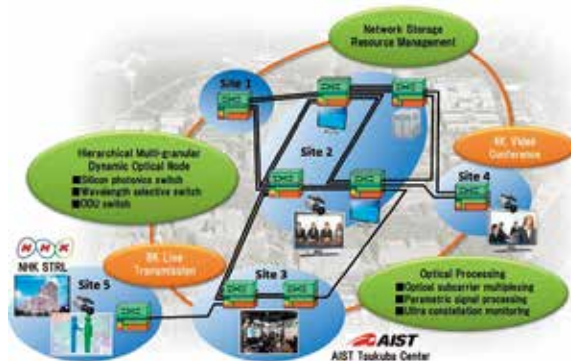 Network Storage
Resource Management
Site 1
Hierarchical Multi-granular
Dynamic Optical Node
■Silicon photonics switch
■Wavelength selective switch
■ODU switch
Site 2
8K Video
Conference
Site 4
NHK
NHK STRL
8K Live
Transmission
Site 5
Site 3
Optical Processing
■Optical subcarrier multiplexing
■Parametric signal processing
■Ultra constellation monitoring
AIST
AIST Tsukuba Center